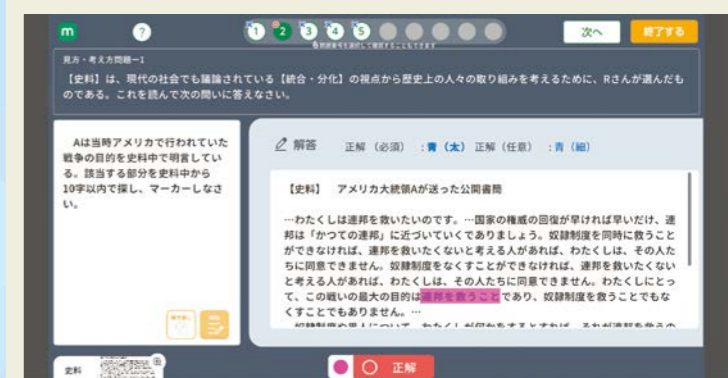 m ? 1 2 3 4 5 次へ 終了する
見方・考え方問題ー1
【史料】は、現代の社会でも議論されている【統合・分化】の視点から歴史上の人々の取り組みを考えるために、Rさんが選んだも
のである。これを読んで次の問いに答えなさい。
Aは当時アメリカで行われていた
戦争の目的を史料中で明言してい
る。該当する部分を史料中から
10字以内で探し、マーカーしなさ
い。
解答 正解（必須）：青（太） 正解（任意）：青（細）
【史料】 アメリカ大統領Aが送った公開書簡
…わたくしは連邦を救いたいのです。…国家の権威の回復が早ければ早いだけ、連
邦は「かつての連邦」に近づいていくでありましょう。奴隷制度を同時に救うこと
ができなければ、連邦を救いたくないと考える人があれば、わたくしは、その人た
ちに同意できません。奴隷制度をなくすことができなければ、連邦を救いたくない
と考える人があれば、わたくしは、その人たちに同意できません。わたくしにとっ
て、この戦いの最大の目的は連邦を救うことであり、奴隷制度を救うことでもな
くすことでもありません。…
史料
正解